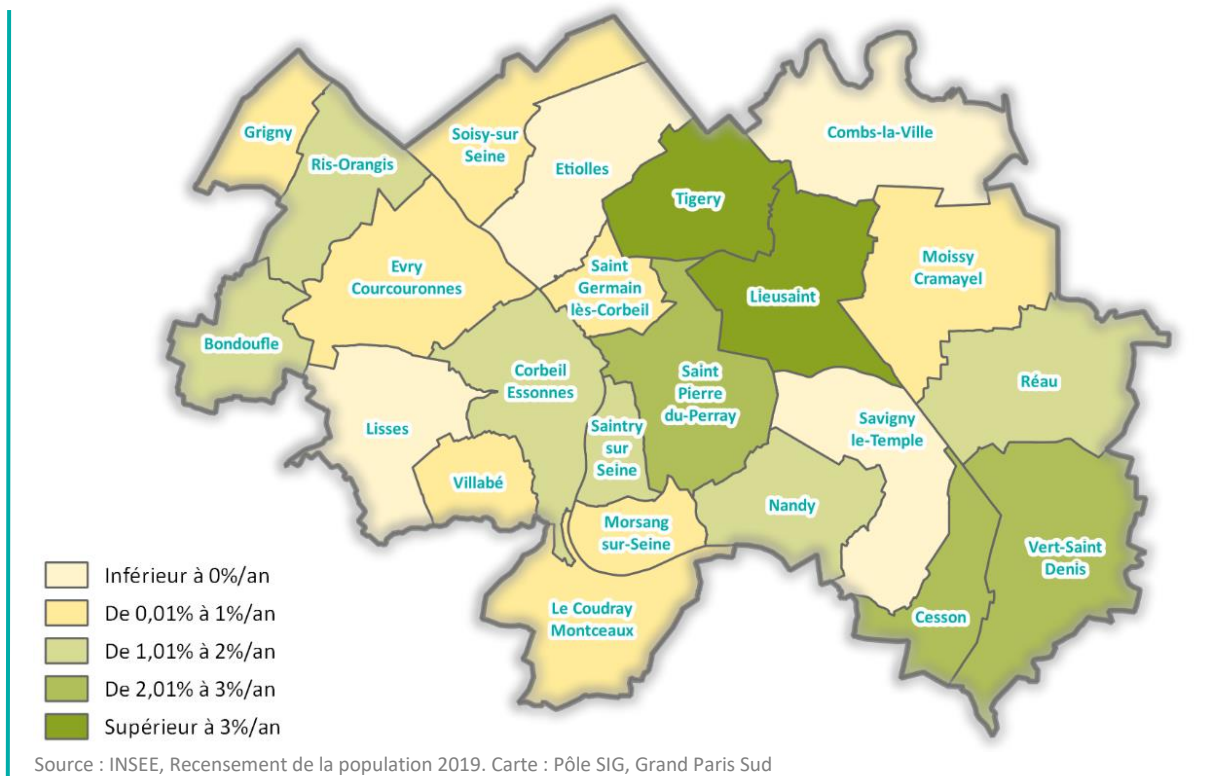 Combs-la-Ville
Grigny
Soisy-sur
Seine
Ris-Orangis
Etiolles
Tigery
Evry
Courcouronnes
Saint
Germain
lès-Corbeil
Lieusaint
Moissy
Cramayel
Bondoufle
Corbeil
Essonnes
Saint
Pierre
du-Perray
Réau
Lisses
Saintry
sur
Seine
Savigny
le-Temple
Villabé
Nandy
Morsang
sur-Seine
Vert-Saint
Denis
Le Coudray
Montceaux
Cesson
Inférieur à 0%/an
De 0,01% à 1%/an
De 1,01% à 2%/an
De 2,01% à 3%/an
Supérieur à 3%/an
Source : INSEE, Recensement de la population 2019. Carte : Pôle SIG, Grand Paris Sud